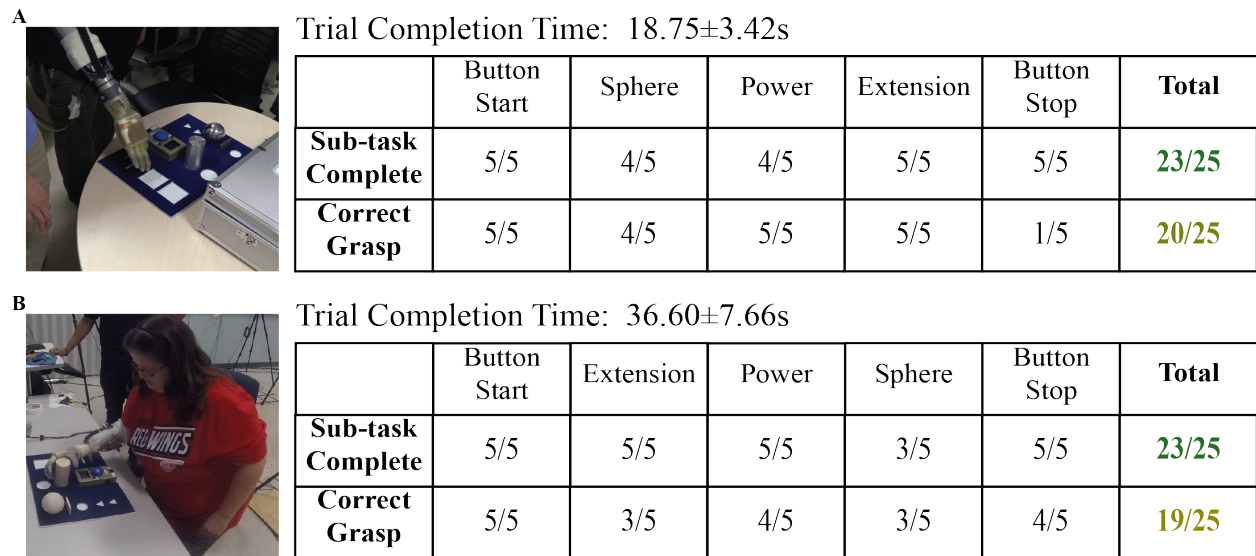 A
Trial Completion Time: 18.75±3.42s
Button Start Sphere Power Extension Button Stop Total
Sub-task Complete 5/5 4/5 4/5 5/5 5/5 23/25
Correct Grasp 5/5 4/5 5/5 5/5 1/5 20/25
B
Trial Completion Time: 36.60±7.66s
Button Start Extension Power Sphere Button Stop Total
Sub-task Complete 5/5 5/5 5/5 3/5 5/5 23/25
Correct Grasp 5/5 3/5 4/5 3/5 4/5 19/25
RED WINGS